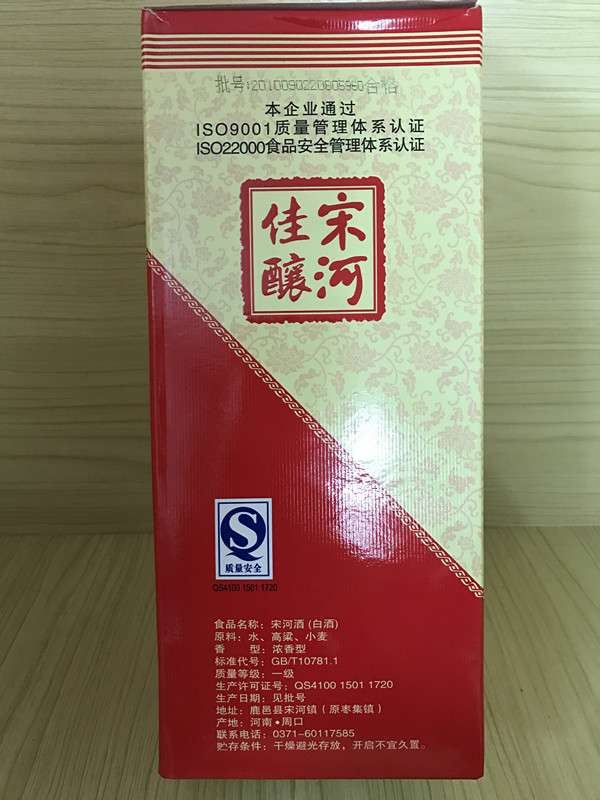 批号:2010090220805960合格
本企业通过
ISO9001质量管理体系认证
ISO22000食品安全管理体系认证
宋河
佳酿
质量安全
QS4100 1501 1720
食品名称：宋河酒(白酒)
原料：水、高粱、小麦
香 型：浓香型
标准代号：GB/T10781.1
质量等级：一级
生产许可证号：QS4100 1501 1720
生产日期：见批号
地址：鹿邑县宋河镇（原枣集镇）
产地：河南•周口
联系电话：0371-60117585
贮存条件：干燥避光存放，开启不宜久置。